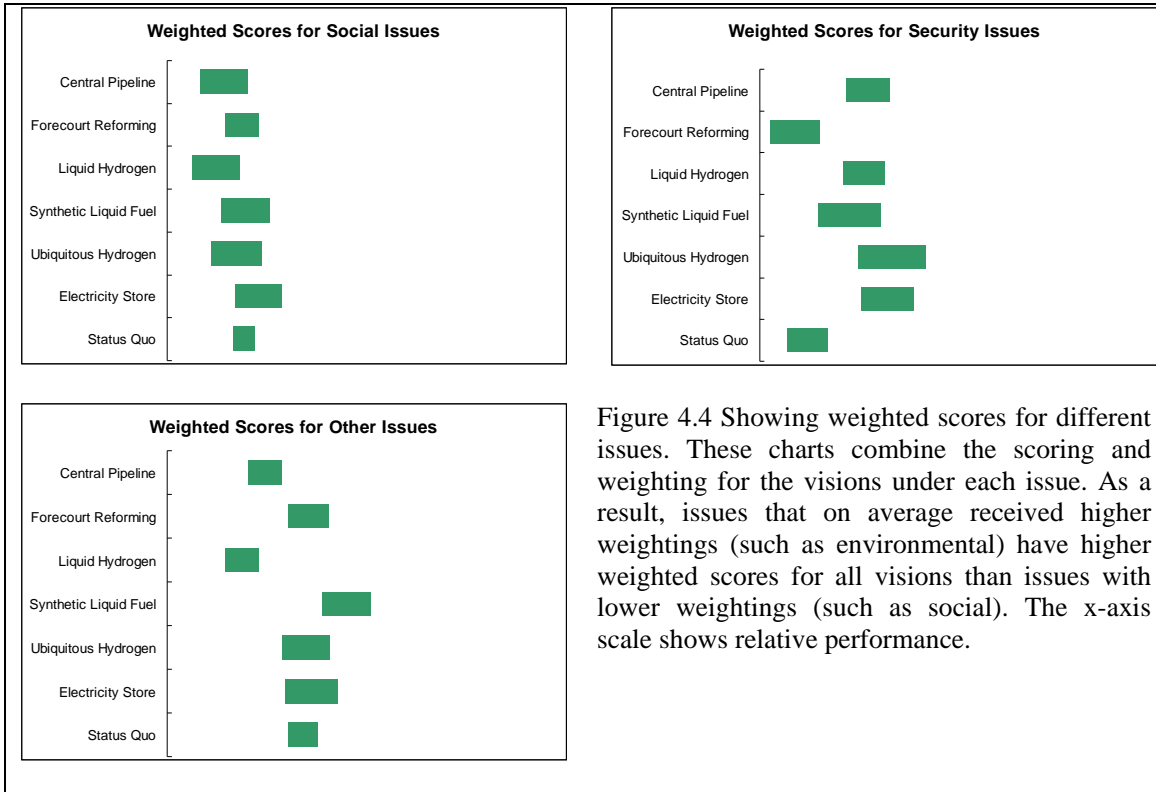 Weighted Scores for Social Issues
Central Pipeline
Forecourt Reforming
Liquid Hydrogen
Synthetic Liquid Fuel
Ubiquitous Hydrogen
Electricity Store
Status Quo
Weighted Scores for Security Issues
Central Pipeline
Forecourt Reforming
Liquid Hydrogen
Synthetic Liquid Fuel
Ubiquitous Hydrogen
Electricity Store
Status Quo
Weighted Scores for Other Issues
Central Pipeline
Forecourt Reforming
Liquid Hydrogen
Synthetic Liquid Fuel
Ubiquitous Hydrogen
Electricity Store
Status Quo
Figure 4.4 Showing weighted scores for different
issues. These charts combine the scoring and
weighting for the visions under each issue. As a
result, issues that on average received higher
weightings (such as environmental) have higher
weighted scores for all visions than issues with
lower weightings (such as social). The x-axis
scale shows relative performance.